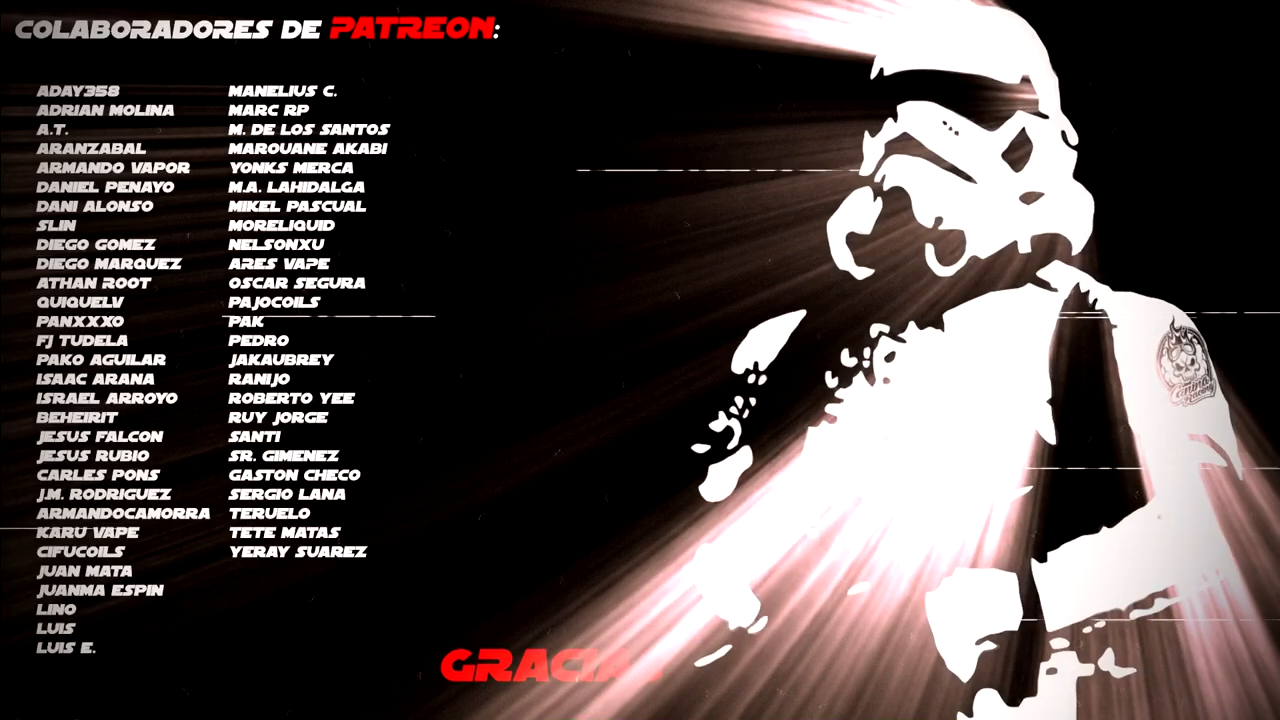 COLABORADORES DE PATREON:
ADAY358
ADRIAN MOLINA
A.T.
ARANZABAL
ARMANDO VAPOR
DANIEL PENAYO
DANI ALONSO
SLIN
DIEGO GOMEZ
DIEGO MARQUEZ
ATHAN ROOT
QUIQUELV
PANXXXO
FJ TUDELA
PAKO AGUILAR
ISAAC ARANA
ISRAEL ARROYO
BEHEIRIT
JESUS FALCON
JESUS RUBIO
CARLES PONS
J.M. RODRIGUEZ
ARMANDOCAMORRA
KARU VAPE
CIFUCOILS
JUAN MATA
JUANMA ESPIN
LINO
LUIS
LUIS E.
MANELIUS C.
MARC RP
M. DE LOS SANTOS
MAROUANE AKABI
YONKS MERCA
M.A. LAHIDALGA
MIKEL PASCUAL
MORELIQUID
NELSONXU
ARES VAPE
OSCAR SEGURA
PAJOCOILS
PAK
PEDRO
JAKAUBREY
RANIJO
ROBERTO YEE
RUY JORGE
SANTI
SR. GIMENEZ
GASTON CHECO
SERGIO LANA
TERUELO
TETE MATAS
YERAY SUAREZ
Canina
Racing
GRACIA